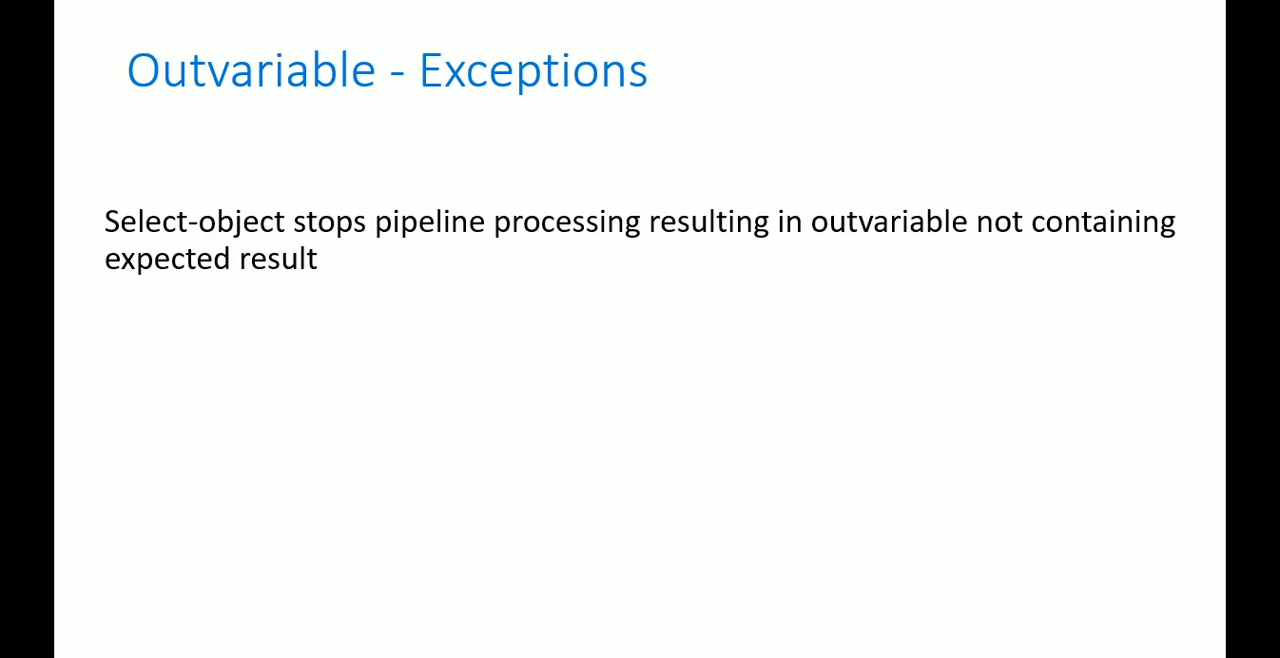 Outvariable - Exceptions
Select-object stops pipeline processing resulting in outvariable not containing
expected result